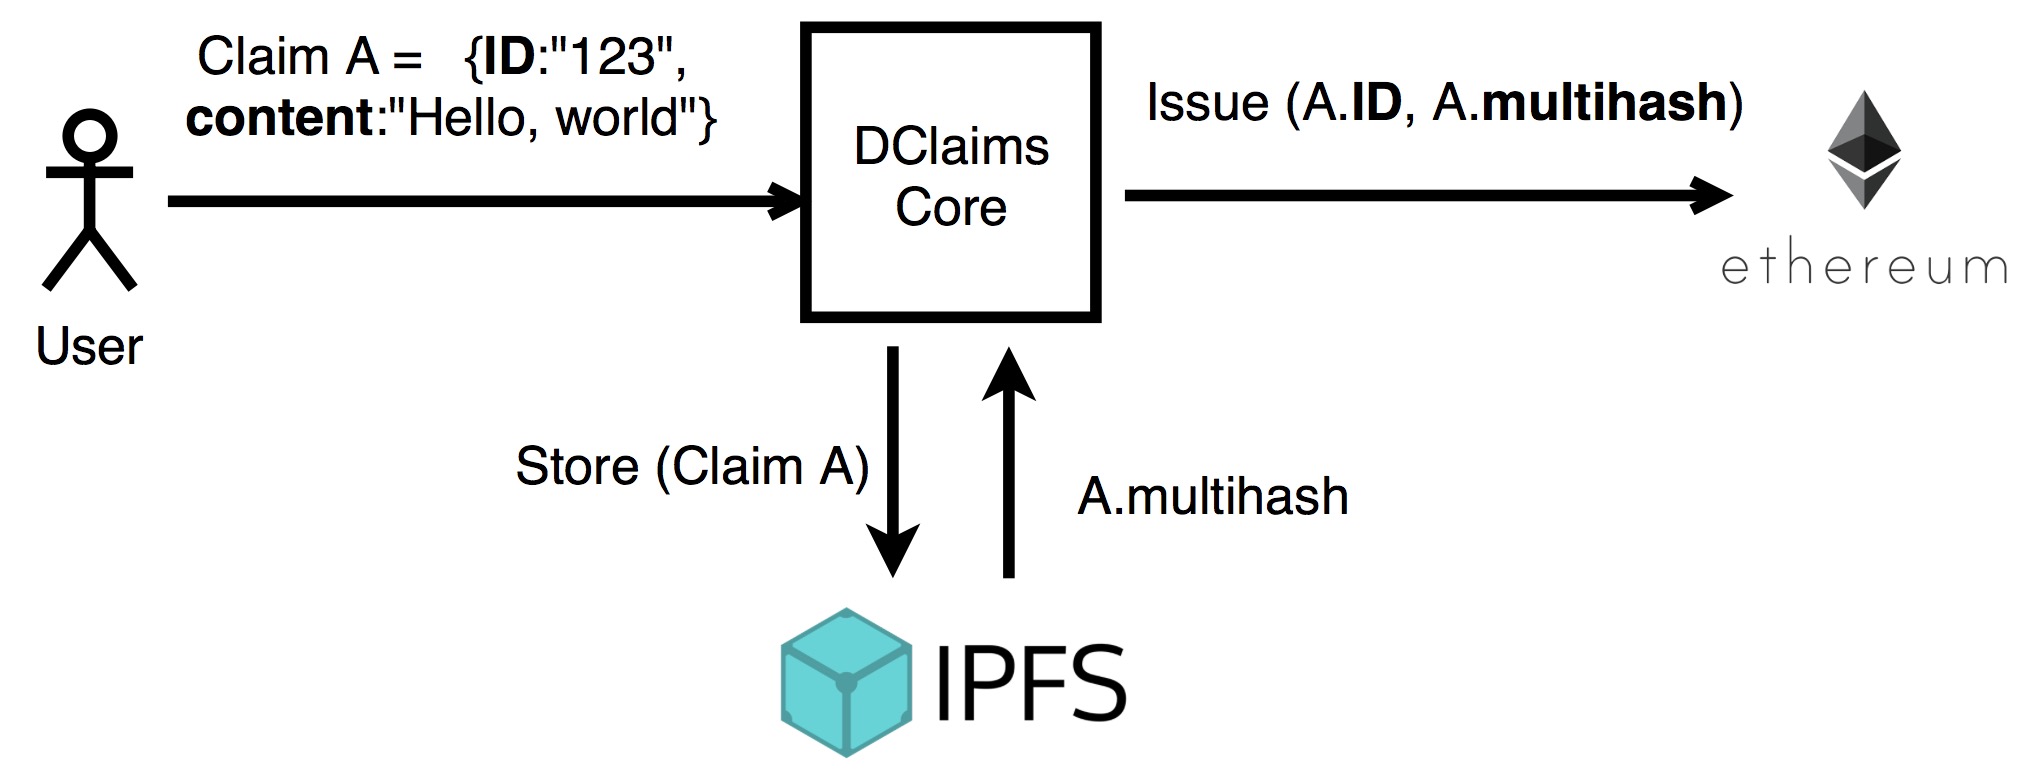 Claim A = {ID:"123",
content:"Hello, world"}
User
DClaims
Core
Issue (A.ID, A.multihash)
ethereum
Store (Claim A)
A.multihash
IPFS